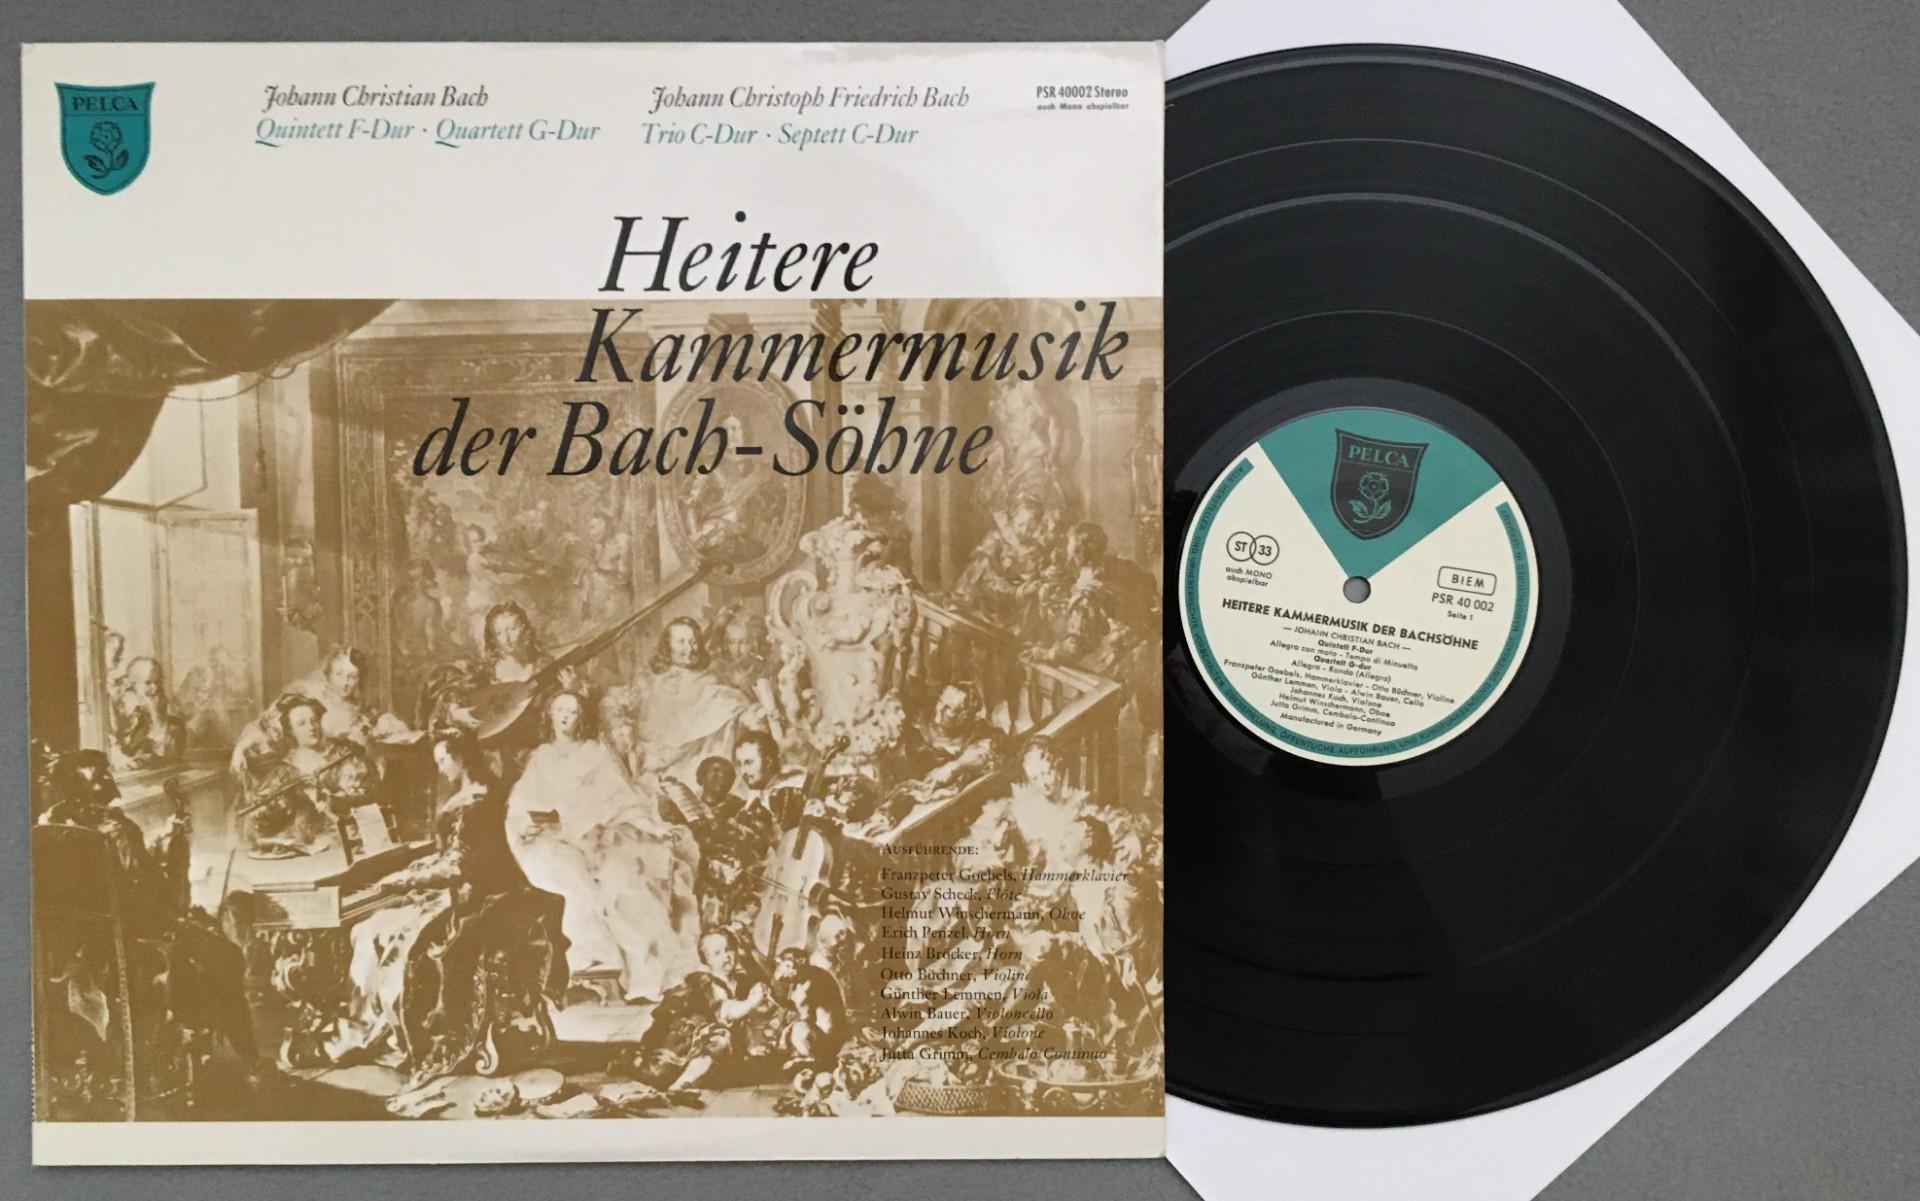 PELCA
Johann Christian Bach
Quintett F-Dur · Quartett G-Dur
Johann Christoph Friedrich Bach
Trio C-Dur · Septett C-Dur
PSR 40002 Stereo
auch Mono abspielbar
Heitere
Kammermusik
der Bach-Söhne
AUSFÜHRENDE:
Franzpeter Goebels, Hammerklavier
Gustav Scheck, Flöte
Helmut Winschermann, Oboe
Erich Penzel, Horn
Heinz Bröcker, Horn
Otto Büchner, Violine
Günther Lemmen, Viola
Alwin Bauer, Violoncello
Johannes Koch, Violone
Jutta Grimm, Cembalo Continuo
PELCA
ST 33
auch MONO
abspielbar
BIEM
PSR 40 002
Seite 1
HEITERE KAMMERMUSIK DER BACHSÖHNE
— JOHANN CHRISTIAN BACH —
Quintett F-Dur
Allegro con moto - Tempo di Minuetto
Quartett G-dur
Allegro - Rondo (Allegro)
Franzpeter Goebels, Hammerklavier - Otto Büchner, Violine
Günther Lemmen, Viola - Alwin Bauer, Cello
Johannes Koch, Violone
Helmut Winschermann, Oboe
Jutta Grimm, Cembalo-Continuo
Manufactured in Germany
ÖFFENTLICHE AUFFÜHRUNG UND